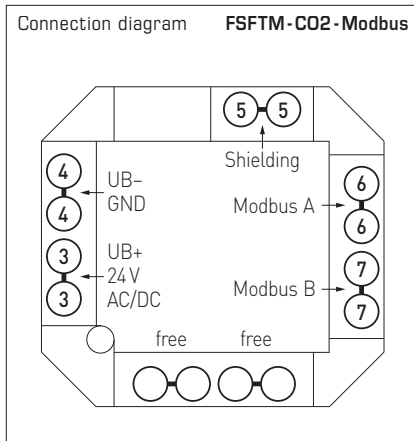 Connection diagram FSFTM-CO2-Modbus
5 5
Shielding
4
4
UB–
GND
3
3
UB+
24 V
AC/DC
6
6
Modbus A
7
7
Modbus B
free free